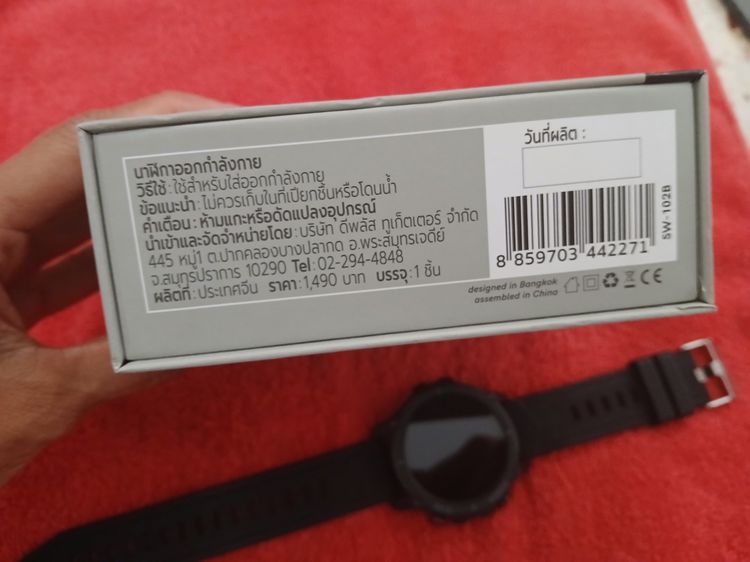 นาฬิกาออกกำลังกาย
วิธีใช้ : ใช้สำหรับใส่ออกกำลังกาย
ข้อแนะนำ : ไม่ควรเก็บในที่เปียกชื้นหรือโดนน้ำ
คำเตือน : ห้ามแกะหรือดัดแปลงอุปกรณ์
นำเข้าและจัดจำหน่ายโดย : บริษัท ดีพลัส ทูเก็ตเตอร์ จำกัด
445 หมู่1 ต.ปากคลองบางปลากด อ.พระสมุทรเจดีย์
จ.สมุทรปราการ 10290 Tel : 02-294-4848
ผลิตที่ : ประเทศจีน ราคา : 1,490 บาท บรรจุ : 1 ชิ้น
วันที่ผลิต :
8 859703 442271
SW-102B
designed in Bangkok
assembled in China
CE